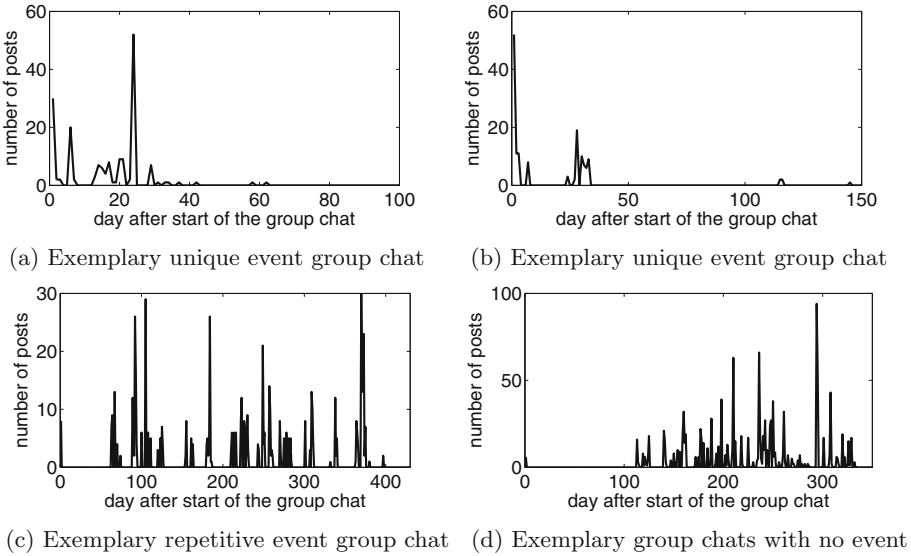 60
40
20
0
number of posts
0 20 40 60 80 100
day after start of the group chat
(a) Exemplary unique event group chat
60
40
20
0
number of posts
0 50 100 150
day after start of the group chat
(b) Exemplary unique event group chat
30
20
10
0
number of posts
0 100 200 300 400
day after start of the group chat
(c) Exemplary repetitive event group chat
100
50
0
number of posts
0 100 200 300
day after start of the group chat
(d) Exemplary group chats with no event